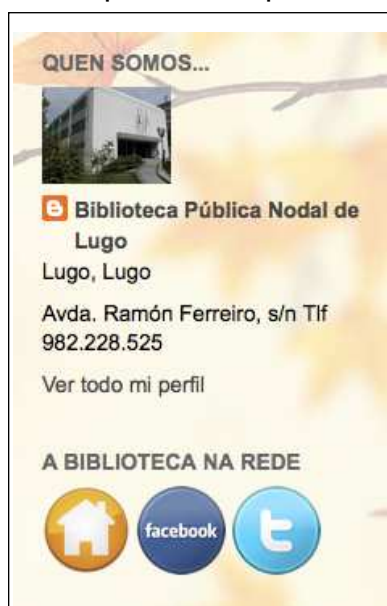 QUEN SOMOS...
Biblioteca Pública Nodal de
Lugo
Lugo, Lugo
Avda. Ramón Ferreiro, s/n Tlf
982.228.525
Ver todo mi perfil
A BIBLIOTECA NA REDE
facebook
t